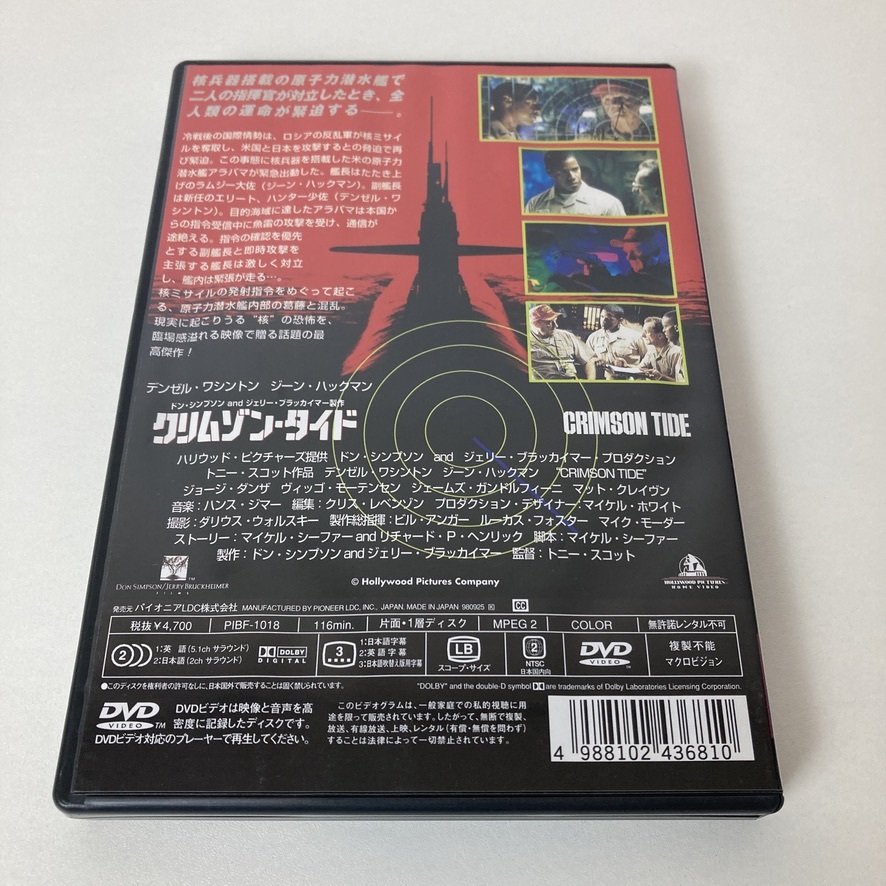 核兵器搭載の原子力潜水艦で
二人の指揮官が対立したとき、全
人類の運命が緊迫する――。
冷戦後の国際情勢は、ロシアの反乱軍が核ミサイ
ルを奪取し、米国と日本を攻撃するとの脅迫で再
び緊迫。この事態に核兵器を搭載した米の原子力
潜水艦アラバマが緊急出動した。艦長はたたき上
げのラムジー大佐（ジーン・ハックマン）。副艦長
は新任のエリート、ハンター少佐（デンゼル・ワ
シントン）。目的海域に達したアラバマは本国か
らの指令受信中に魚雷の攻撃を受け、通信が
途絶える。指令の確認を優先
とする副艦長と即時攻撃を
主張する艦長は激しく対立
し、艦内は緊張が走る…。
核ミサイルの発射指令をめぐって起こ
る、原子力潜水艦内部の葛藤と混乱。
現実に起こりうる“核”の恐怖を、
臨場感溢れる映像で贈る話題の最
高傑作！
デンゼル・ワシントン ジーン・ハックマン
ドン・シンプソン and ジェリー・ブラッカイマー製作
クリムゾン・タイド
CRIMSON TIDE
ハリウッド・ピクチャーズ提供 ドン・シンプソン and ジェリー・ブラッカイマー・プロダクション
トニー・スコット作品 デンゼル・ワシントン ジーン・ハックマン “CRIMSON TIDE”
ジョージ・ダンザ ヴィッゴ・モーテンセン ジェームズ・ガンドルフィーニ マット・クレイヴン
音楽：ハンス・ジマー 編集：クリス・レベンゾン プロダクション・デザイナー：マイケル・ホワイト
撮影：ダリウス・ウォルスキー 製作総指揮：ビル・アンガー ルーカス・フォスター マイク・モーダー
ストーリー：マイケル・シーファー and リチャード・P・ヘンリック 脚本：マイケル・シーファー
製作：ドン・シンプソン and ジェリー・ブラッカイマー 監督：トニー・スコット
DON SIMPSON/JERRY BRUCKHEIMER
FILMS
© Hollywood Pictures Company
HOLLYWOOD PICTURES
HOME VIDEO
発売元 パイオニアLDC株式会社 MANUFACTURED BY PIONEER LDC, INC., JAPAN. MADE IN JAPAN 980925 CC
税抜￥4,700 PIBF-1018 116min. 片面・1層ディスク MPEG 2 COLOR 無許諾レンタル不可
2 1：英 語（5.1ch サラウンド）
2：日本語（2ch サラウンド）
DOLBY DIGITAL
3 1：日本語字幕
2：英 語 字 幕
3：日本語吹替え版用字幕
LB
スコープ・サイズ
2
NTSC
日本国内向
DVD VIDEO
複製不能
マクロビジョン
●このディスクを権利者の許可なしに、日本国外で販売することは固く禁じられています。
"DOLBY" and the double-D symbol are trademarks of Dolby Laboratories Licensing Corporation.
DVD VIDEO TM
DVDビデオは映像と音声を高
密度に記録したディスクです。
DVDビデオ対応のプレーヤーで再生してください。
このビデオグラムは、一般家庭での私的視聴に用
途を限って販売されています。したがって、無断で複製、
放送、有線放送、上映、レンタル（有償・無償を問わず）
することは法律によって一切禁止されています。
4 988102 436810